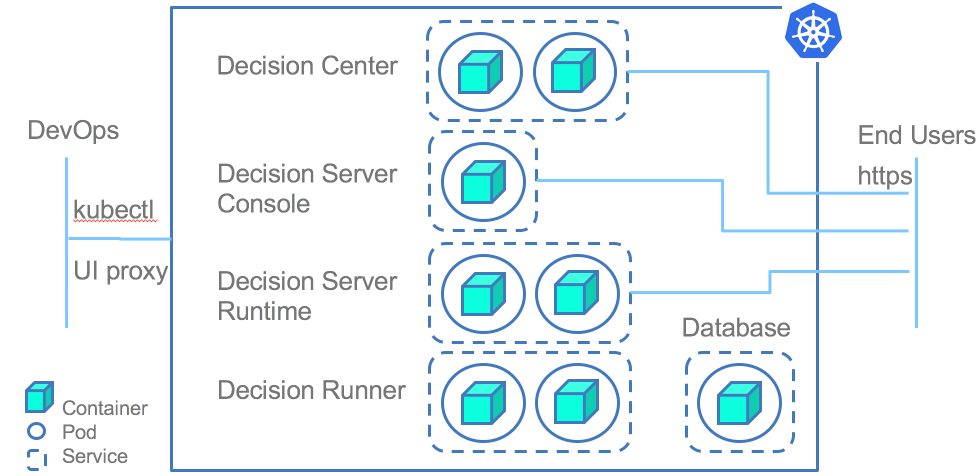 Decision Center
DevOps
End Users
https
Decision Server
Console
kubectl
UI proxy
Decision Server
Runtime
Database
Decision Runner
Container
Pod
Service